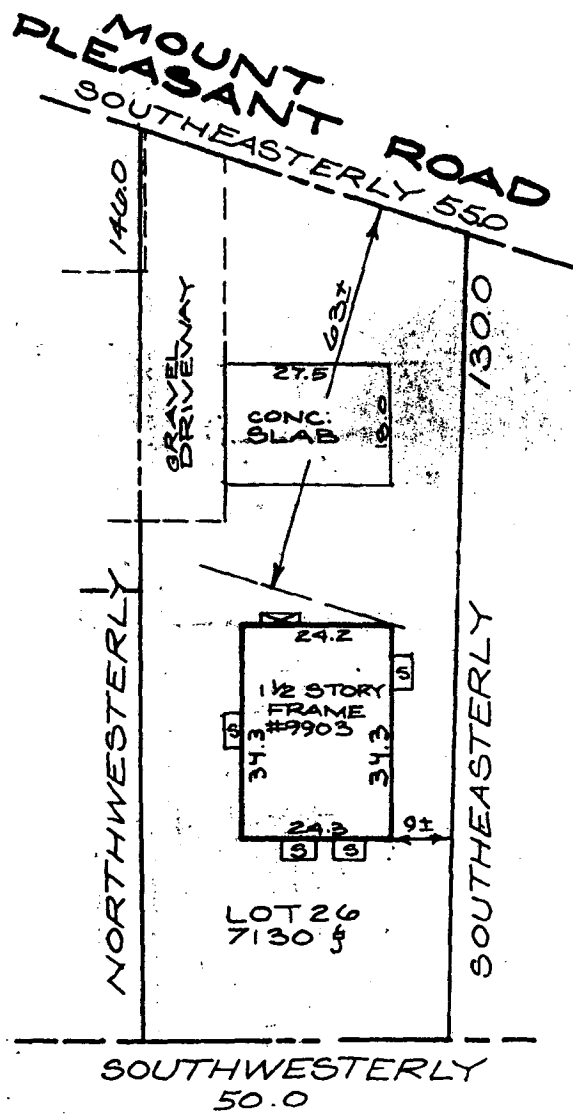 MOUNT
PLEASANT ROAD
SOUTHEASTERLY 55.0
146.0
130.0
63±
GRAVEL
DRIVEWAY
27.5
CONC.
SLAB
18.0
24.2
S
1 1/2 STORY
FRAME
#9903
S
34.3
34.3
24.3
9±
S S
NORTHWESTERLY
SOUTHEASTERLY
LOT 26
7130
SOUTHWESTERLY
50.0